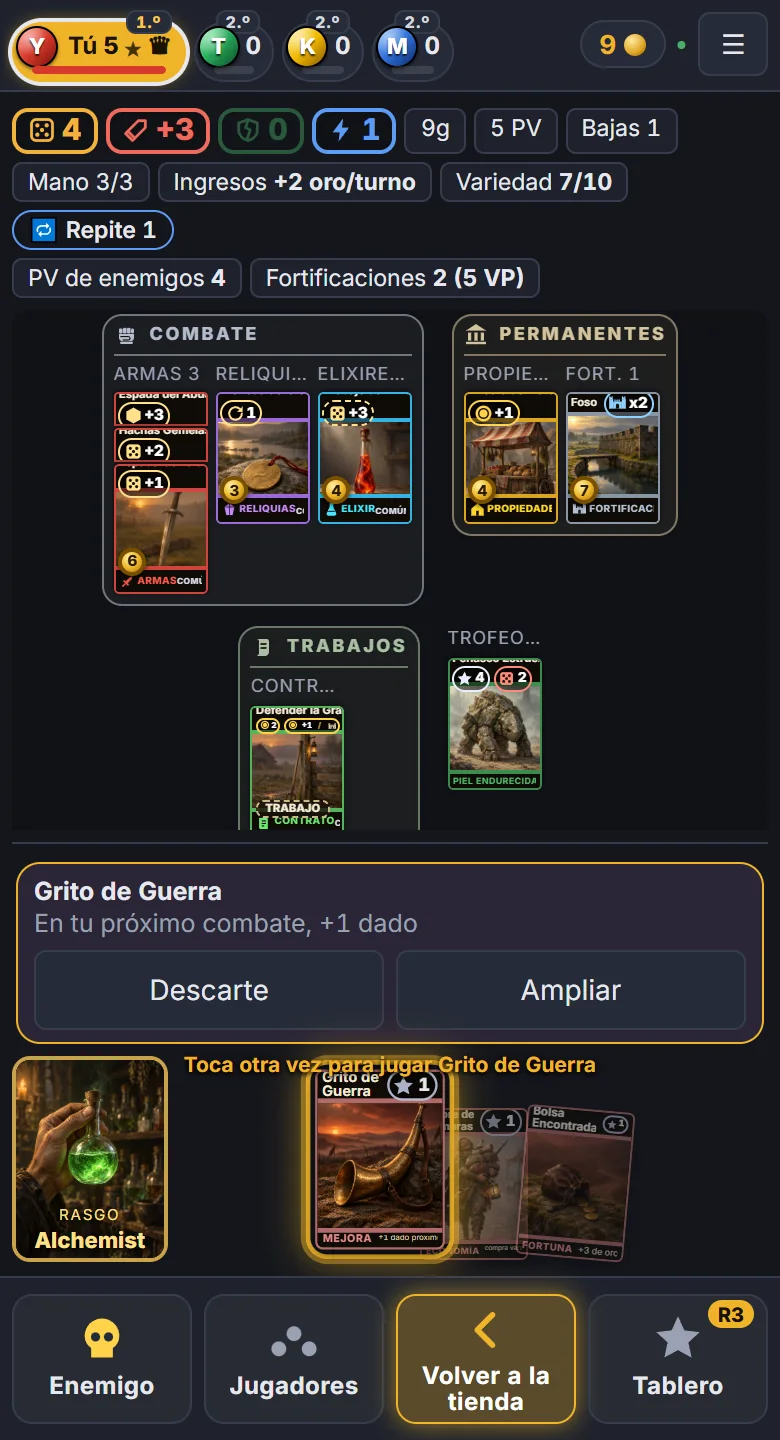 1.º
2.º
2.º
2.º
Y Tú 5
T 0
K 0
M 0
9
4
+3
0
1
9g
5 PV
Bajas 1
Mano 3/3
Ingresos +2 oro/turno
Variedad 7/10
Repite 1
PV de enemigos 4
Fortificaciones 2 (5 VP)
COMBATE
ARMAS 3
RELIQUI...
ELIXIRE...
+3
+2
+1
6
ARMAS
1
3
RELIQUIAS
+3
4
ELIXIR
PERMANENTES
PROPIE...
FORT. 1
+1
4
PROPIEDADE
Foso
x2
7
FORTIFICAC
TRABAJOS
CONTR...
Defender la Gra
2
+1 /
TRABAJO
CONTRATO
TROFEO...
4
2
PIEL ENDURECIDA
Grito de Guerra
En tu próximo combate, +1 dado
Descarte
Ampliar
Toca otra vez para jugar Grito de Guerra
RASGO
Alchemist
Grito de
Guerra
1
MEJORA
+1 dado próxim
1
compra
Bolsa
Encontrada
1
FORTUNA
+3 de oro
Enemigo
Jugadores
Volver a la
tienda
R3
Tablero